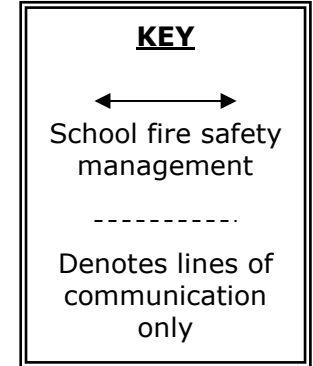 KEY
School fire safety
management
Denotes lines of
communication
only